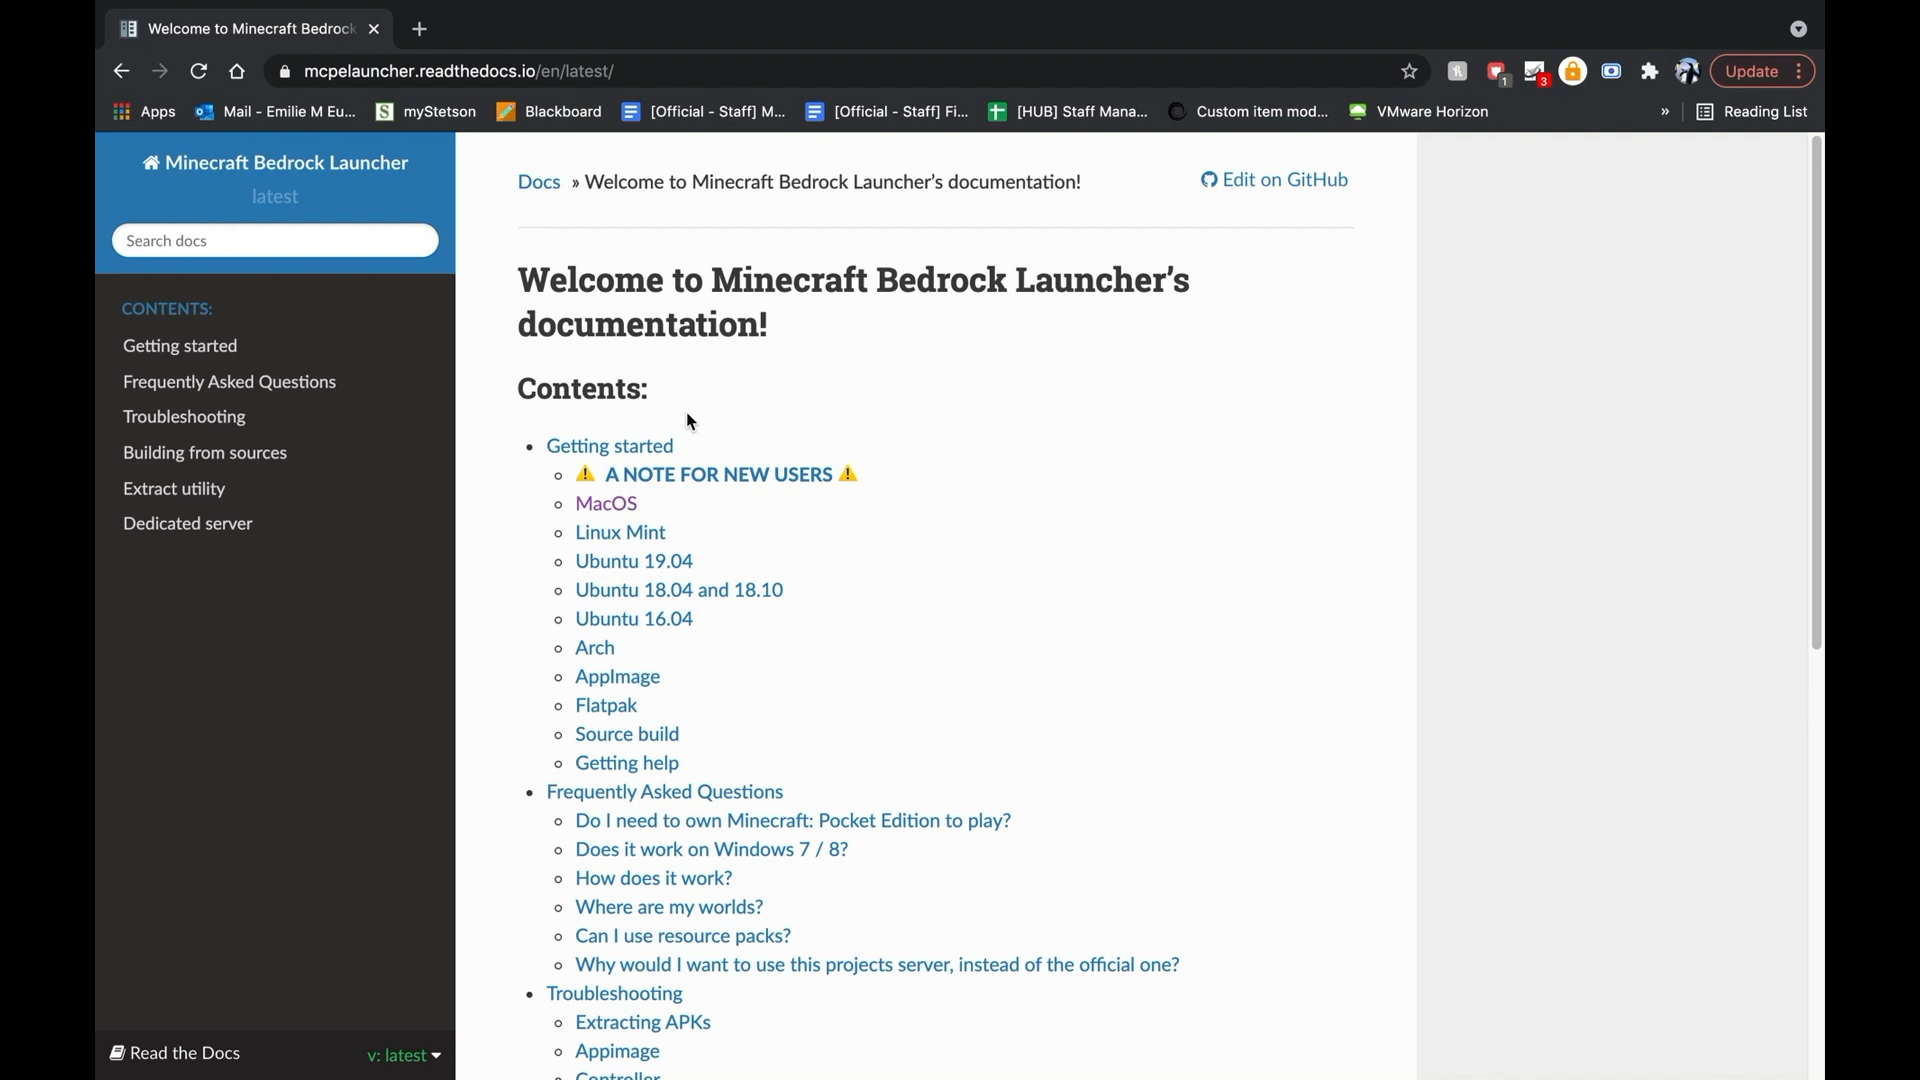 Welcome to Minecraft Bedrock
mcpelauncher.readthedocs.io/en/latest/
1
3
Update
Apps
Mail - Emilie M Eu...
S
myStetson
Blackboard
[Official - Staff] M...
[Official - Staff] Fi...
[HUB] Staff Mana...
Custom item mod...
VMware Horizon
»
Reading List
Minecraft Bedrock Launcher
latest
Search docs
CONTENTS:
Getting started
Frequently Asked Questions
Troubleshooting
Building from sources
Extract utility
Dedicated server
Read the Docs
v: latest
Docs » Welcome to Minecraft Bedrock Launcher’s documentation!
Edit on GitHub
Welcome to Minecraft Bedrock Launcher’s
documentation!
Contents:
Getting started
A NOTE FOR NEW USERS
MacOS
Linux Mint
Ubuntu 19.04
Ubuntu 18.04 and 18.10
Ubuntu 16.04
Arch
AppImage
Flatpak
Source build
Getting help
Frequently Asked Questions
Do I need to own Minecraft: Pocket Edition to play?
Does it work on Windows 7 / 8?
How does it work?
Where are my worlds?
Can I use resource packs?
Why would I want to use this projects server, instead of the official one?
Troubleshooting
Extracting APKs
Appimage
Controller